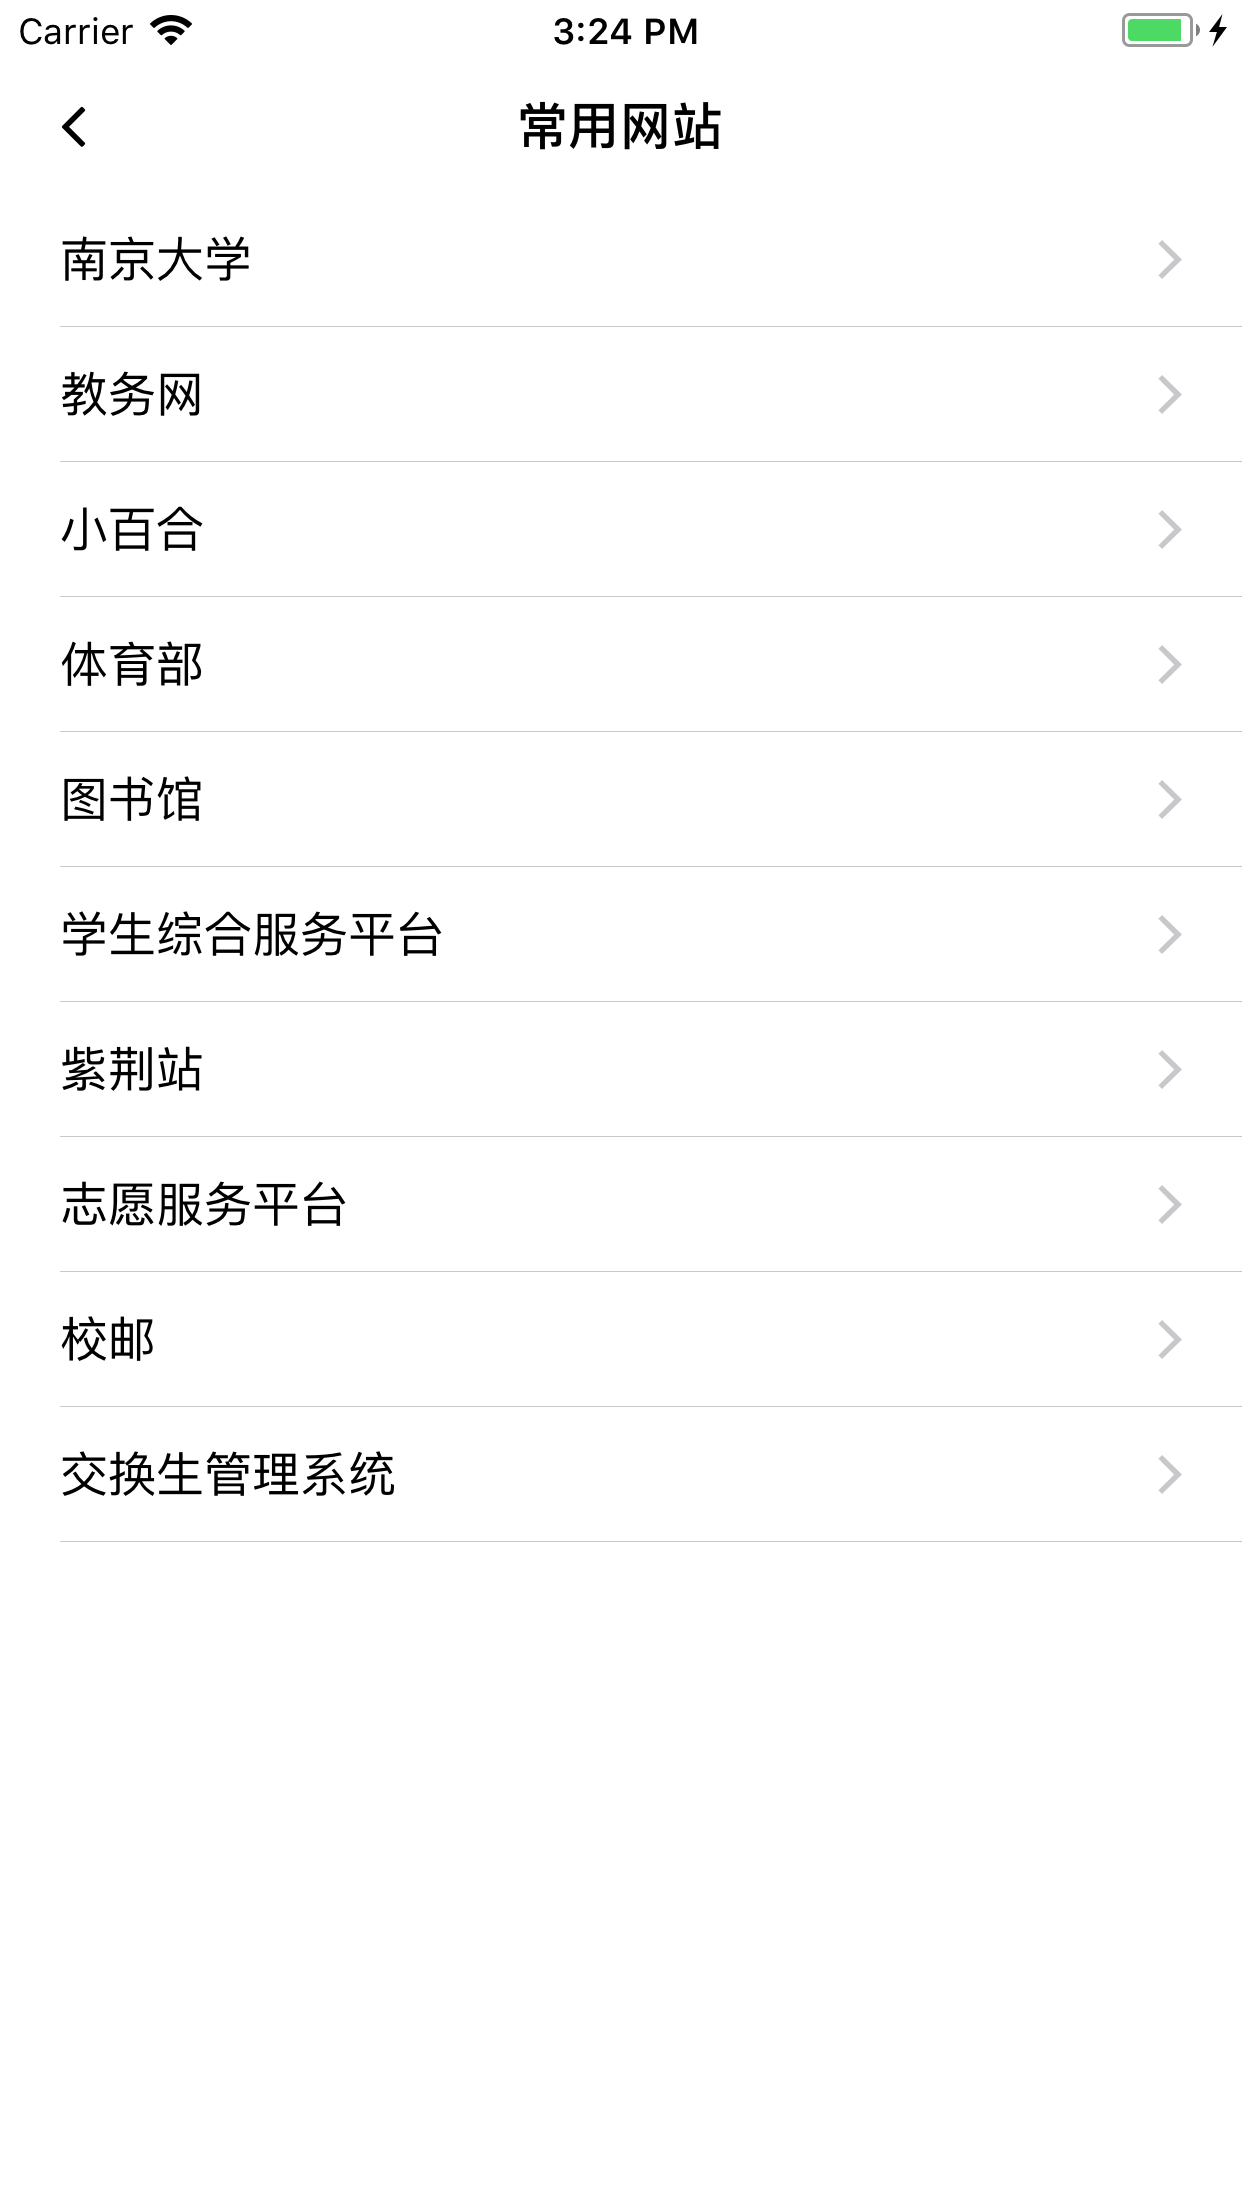 Carrier 3:24 PM
常用网站
南京大学
教务网
小百合
体育部
图书馆
学生综合服务平台
紫荆站
志愿服务平台
校邮
交换生管理系统